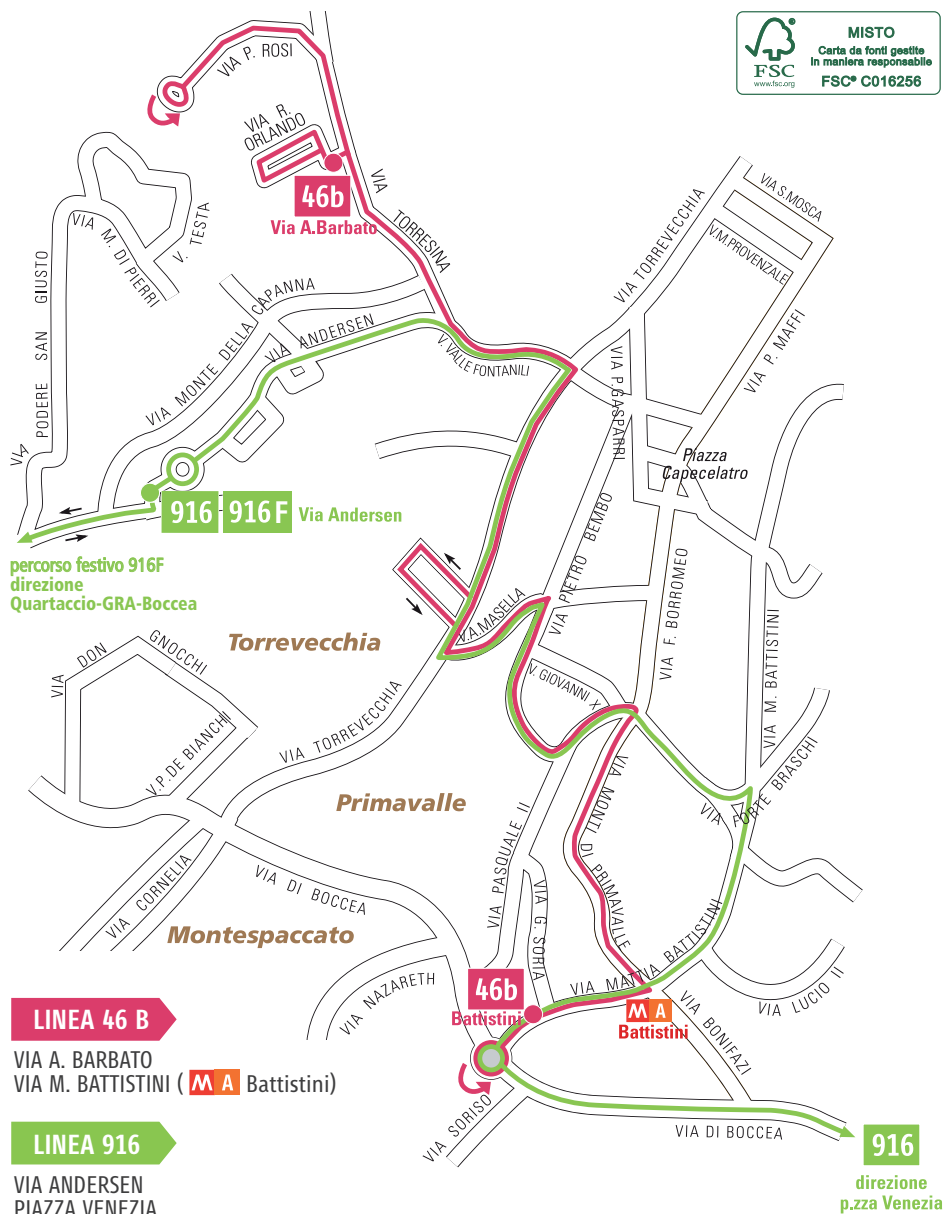 MISTO
Carta da fonti gestite
in maniera responsabile
FSC
www.fsc.org
FSC® C016256
VIA P. ROSI
VIA R.
ORLANDO
46b
Via A.Barbato
VIA
TORRESINA
VIA TORREVECCHIA
VIA S.MOSCA
V.M.PROVENZALE
VIA P. MAFFI
VIA M. DI PIERRI
V. TESTA
VIA PODERE SAN GIUSTO
VIA MONTE DELLA CAPANNA
VIA ANDERSEN
V. VALLE FONTANILI
VIA P.GASPARRI
Piazza
Capecelatro
916
916F
Via Andersen
percorso festivo 916F
direzione
Quartaccio-GRA-Boccea
VIA PIETRO BEMBO
VIA F. BORROMEO
VIA M. BATTISTINI
V.A.MASELLA
Torrevecchia
VIA DON GNOCCHI
V.P.DE BIANCHI
V. GIOVANNI X
VIA TORREVECCHIA
VIA FORTE BRASCHI
Primavalle
VIA MONTI DI PRIMAVALLE
VIA PASQUALE II
VIA G. SORIA
VIA CORNELIA
VIA DI BOCCEA
Montespaccato
VIA NAZARETH
VIA MATTIA BATTISTINI
VIA LUCIO II
VIA BONIFAZI
46b
Battistini
M A
Battistini
LINEA 46 B
VIA A. BARBATO
VIA M. BATTISTINI ( M A Battistini)
VIA SORISO
VIA DI BOCCEA
916
direzione
p.zza Venezia
LINEA 916
VIA ANDERSEN
PIAZZA VENEZIA